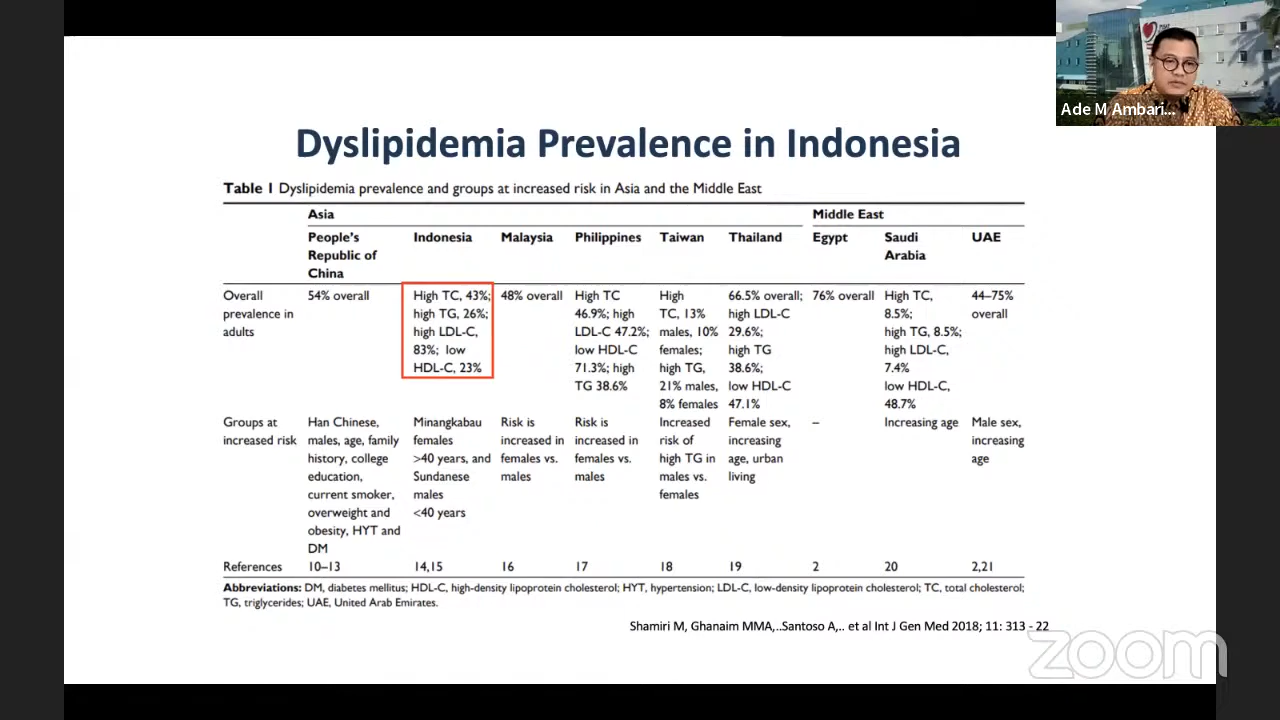 Ade M Ambari...
Dyslipidemia Prevalence in Indonesia
Table 1 Dyslipidemia prevalence and groups at increased risk in Asia and the Middle East
Asia
Middle East
People's
Republic of
China
Indonesia
Malaysia
Philippines
Taiwan
Thailand
Egypt
Saudi
Arabia
UAE
Overall
prevalence in
adults
54% overall
High TC, 43%;
high TG, 26%;
high LDL-C,
83%; low
HDL-C, 23%
48% overall
High TC
46.9%; high
LDL-C 47.2%;
low HDL-C
71.3%; high
TG 38.6%
High
TC, 13%
males, 10%
females;
high TG,
21% males,
8% females
66.5% overall;
high LDL-C
29.6%;
high TG
38.6%;
low HDL-C
47.1%
76% overall
High TC,
8.5%;
high TG, 8.5%;
high LDL-C,
7.4%
low HDL-C,
48.7%
44–75%
overall
Groups at
increased risk
Han Chinese,
males, age, family
history, college
education,
current smoker,
overweight and
obesity, HYT and
DM
Minangkabau
females
>40 years, and
Sundanese
males
<40 years
Risk is
increased in
females vs.
males
Risk is
increased in
females vs.
males
Increased
risk of
high TG in
males vs.
females
Female sex,
increasing
age, urban
living
–
Increasing age
Male sex,
increasing
age
References
10–13
14,15
16
17
18
19
2
20
2,21
Abbreviations: DM, diabetes mellitus; HDL-C, high-density lipoprotein cholesterol; HYT, hypertension; LDL-C, low-density lipoprotein cholesterol; TC, total cholesterol;
TG, triglycerides; UAE, United Arab Emirates.
Shamiri M, Ghanaim MMA,..Santoso A,.. et al Int J Gen Med 2018; 11: 313 - 22
zoom